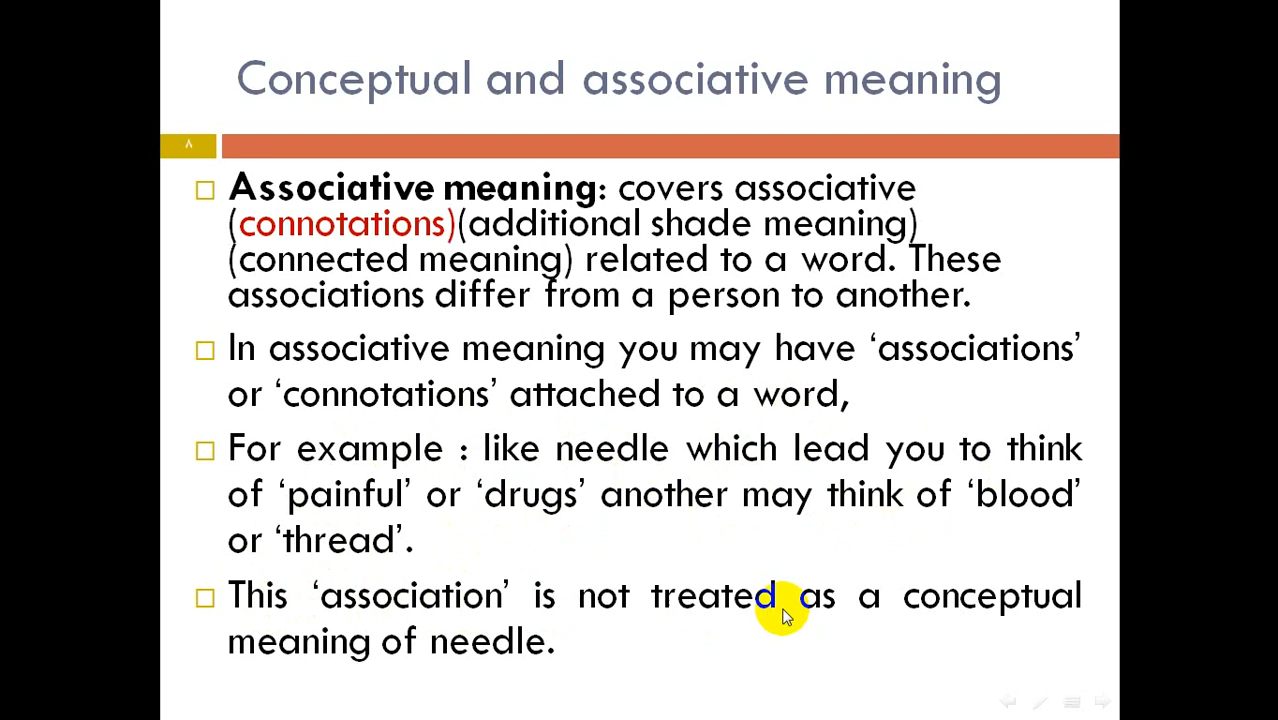 Conceptual and associative meaning
٨
Associative meaning: covers associative
(connotations)(additional shade meaning)
(connected meaning) related to a word. These
associations differ from a person to another.
In associative meaning you may have ‘associations’
or ‘connotations’ attached to a word,
For example : like needle which lead you to think
of ‘painful’ or ‘drugs’ another may think of ‘blood’
or ‘thread’.
This ‘association’ is not treated as a conceptual
meaning of needle.